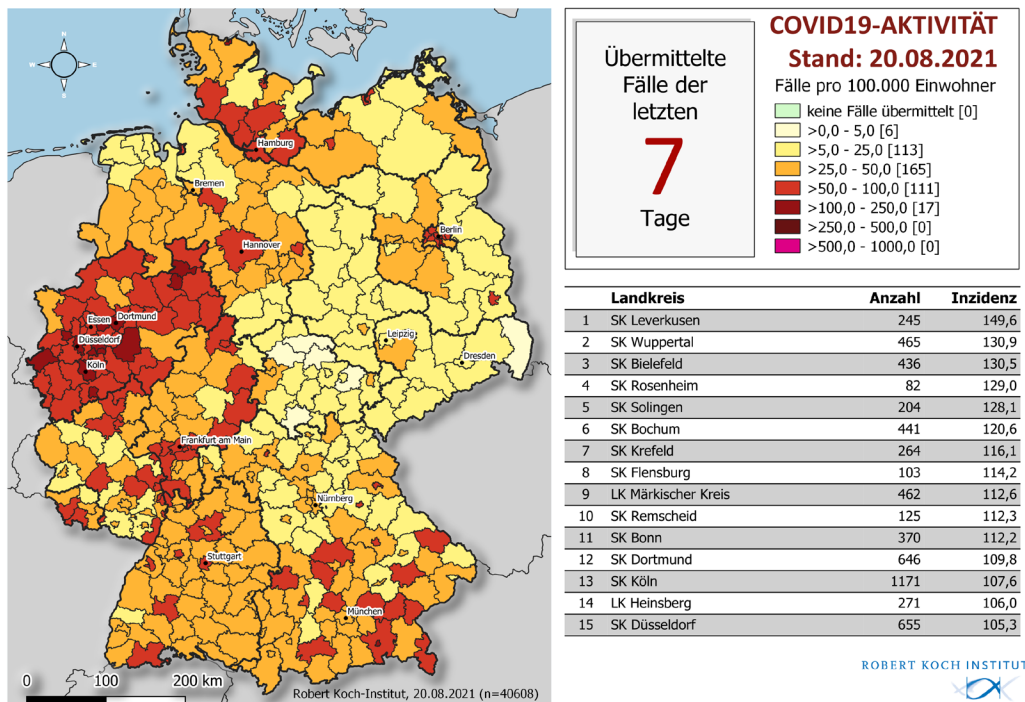 N
W
E
S
Hamburg
Bremen
Berlin
Hannover
Essen
Dortmund
Düsseldorf
Köln
Leipzig
Dresden
Frankfurt am Main
Nürnberg
Stuttgart
München
0 100 200 km
Robert Koch-Institut, 20.08.2021 (n=40608)
Übermittelte
Fälle der
letzten
7
Tage
COVID19-AKTIVITÄT
Stand: 20.08.2021
Fälle pro 100.000 Einwohner
keine Fälle übermittelt [0]
>0,0 - 5,0 [6]
>5,0 - 25,0 [113]
>25,0 - 50,0 [165]
>50,0 - 100,0 [111]
>100,0 - 250,0 [17]
>250,0 - 500,0 [0]
>500,0 - 1000,0 [0]
Landkreis Anzahl Inzidenz
1 SK Leverkusen 245 149,6
2 SK Wuppertal 465 130,9
3 SK Bielefeld 436 130,5
4 SK Rosenheim 82 129,0
5 SK Solingen 204 128,1
6 SK Bochum 441 120,6
7 SK Krefeld 264 116,1
8 SK Flensburg 103 114,2
9 LK Märkischer Kreis 462 112,6
10 SK Remscheid 125 112,3
11 SK Bonn 370 112,2
12 SK Dortmund 646 109,8
13 SK Köln 1171 107,6
14 LK Heinsberg 271 106,0
15 SK Düsseldorf 655 105,3
ROBERT KOCH INSTITUT